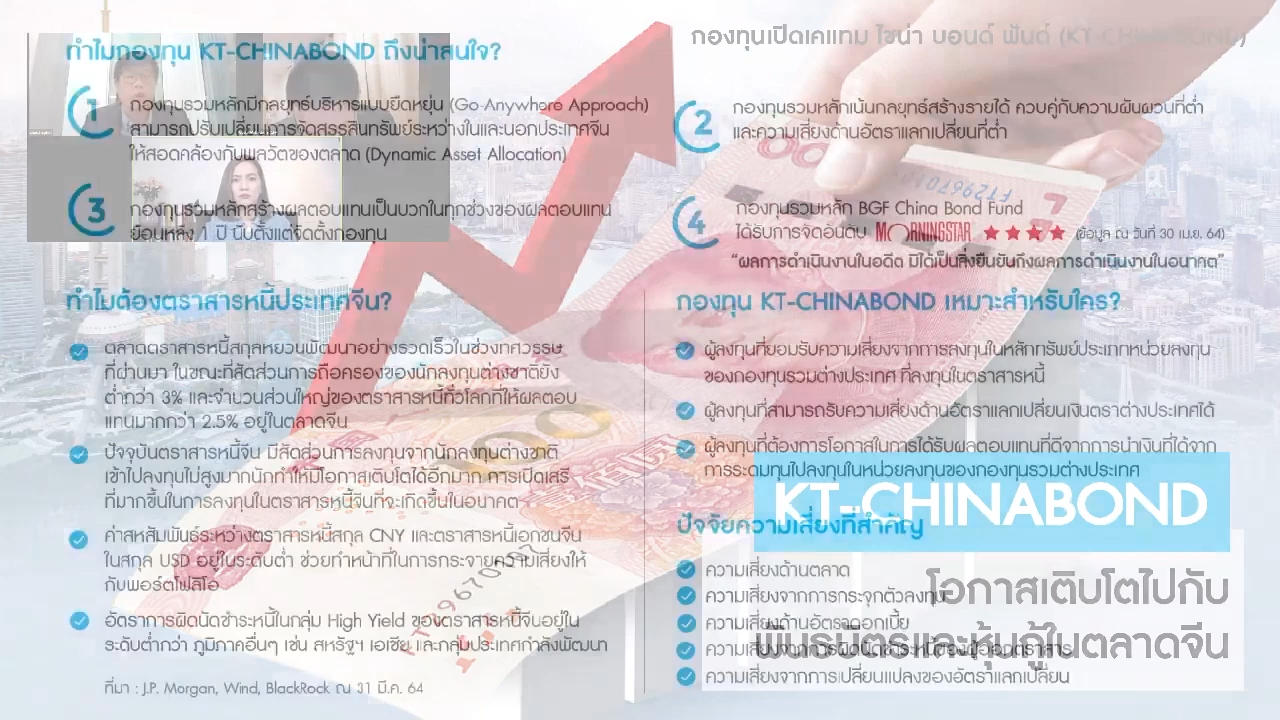 กองทุนเปิดเคแทม ไชน่า บอนด์ ฟันด์ (KT-CHINABOND)
ทำไมกองทุน KT-CHINABOND ถึงน่าสนใจ?
1
กองทุนรวมหลักมีกลยุทธ์บริหารแบบยืดหยุ่น (Go-Anywhere Approach)
สามารถปรับเปลี่ยนการจัดสรรสินทรัพย์ระหว่างในและนอกประเทศจีน
ให้สอดคล้องกับพลวัตของตลาด (Dynamic Asset Allocation)
2
กองทุนรวมหลักเน้นกลยุทธ์สร้างรายได้ ควบคู่กับความผันผวนที่ต่ำ
และความเสี่ยงด้านอัตราแลกเปลี่ยนที่ต่ำ
3
กองทุนรวมหลักสร้างผลตอบแทนเป็นบวกในทุกช่วงของผลตอบแทน
ย้อนหลัง 1 ปี นับตั้งแต่จัดตั้งกองทุน
4
กองทุนรวมหลัก BGF China Bond Fund
ได้รับการจัดอันดับ MORNINGSTAR ★★★★ (ข้อมูล ณ วันที่ 30 เม.ย. 64)
“ผลการดำเนินงานในอดีต มิได้เป็นสิ่งยืนยันถึงผลการดำเนินงานในอนาคต”
ทำไมต้องตราสารหนี้ประเทศจีน?
ตลาดตราสารหนี้สกุลหยวนพัฒนาอย่างรวดเร็วในช่วงทศวรรษ
ที่ผ่านมา ในขณะที่สัดส่วนการถือครองของนักลงทุนต่างชาติยัง
ต่ำกว่า 3% และจำนวนส่วนใหญ่ของตราสารหนี้ทั่วโลกที่ให้ผลตอบ
แทนมากกว่า 2.5% อยู่ในตลาดจีน
ปัจจุบันตราสารหนี้จีน มีสัดส่วนการลงทุนจากนักลงทุนต่างชาติ
เข้าไปลงทุนไม่สูงมากนักทำให้มีโอกาสเติบโตได้อีกมาก การเปิดเสรี
ที่มากขึ้นในการลงทุนในตราสารหนี้จีนที่จะเกิดขึ้นในอนาคต
ค่าสหสัมพันธ์ระหว่างตราสารหนี้สกุล CNY และตราสารหนี้เอกชนจีน
ในสกุล USD อยู่ในระดับต่ำ ช่วยทำหน้าที่ในการกระจายความเสี่ยงให้
กับพอร์ตโฟลิโอ
อัตราการผิดนัดชำระหนี้ในกลุ่ม High Yield ของตราสารหนี้จีนอยู่ใน
ระดับต่ำกว่า ภูมิภาคอื่นๆ เช่น สหรัฐฯ เอเชีย และกลุ่มประเทศกำลังพัฒนา
ที่มา : J.P. Morgan, Wind, BlackRock ณ 31 มี.ค. 64
กองทุน KT-CHINABOND เหมาะสำหรับใคร?
ผู้ลงทุนที่ยอมรับความเสี่ยงจากการลงทุนในหลักทรัพย์ประเภทหน่วยลงทุน
ของกองทุนรวมต่างประเทศ ที่ลงทุนในตราสารหนี้
ผู้ลงทุนที่สามารถรับความเสี่ยงด้านอัตราแลกเปลี่ยนเงินตราต่างประเทศได้
ผู้ลงทุนที่ต้องการโอกาสในการได้รับผลตอบแทนที่ดีจากการนำเงินที่ได้จาก
การระดมทุนไปลงทุนในหน่วยลงทุนของกองทุนรวมต่างประเทศ
ปัจจัยความเสี่ยงที่สำคัญ
ความเสี่ยงด้านตลาด
ความเสี่ยงจากการกระจุกตัวลงทุน
ความเสี่ยงด้านอัตราดอกเบี้ย
ความเสี่ยงจากการผิดนัดชำระหนี้ของผู้ออกตราสาร
ความเสี่ยงจากการเปลี่ยนแปลงของอัตราแลกเปลี่ยน
KT-CHINABOND
โอกาสเติบโตไปกับ
พันธบัตรและหุ้นกู้ในตลาดจีน
100